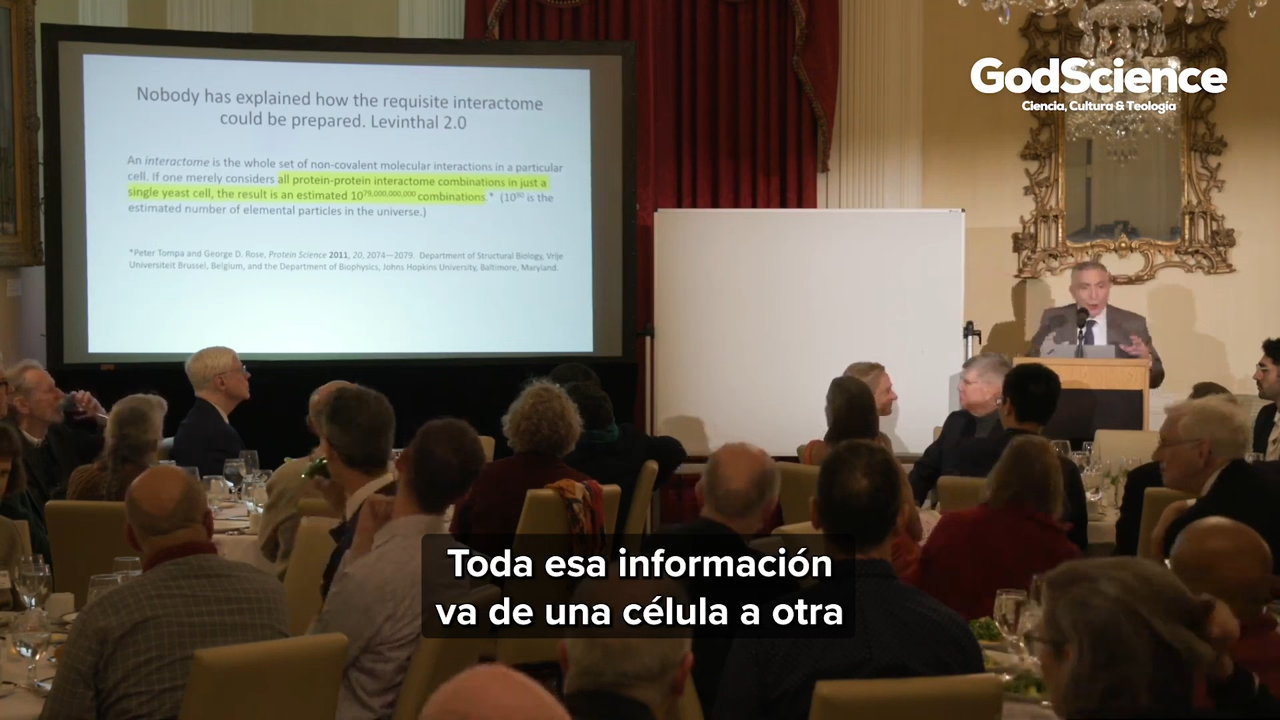 GodScience
Ciencia, Cultura & Teología
Nobody has explained how the requisite interactome
could be prepared. Levinthal 2.0
An interactome is the whole set of non-covalent molecular interactions in a particular
cell. If one merely considers all protein-protein interactome combinations in just a
single yeast cell, the result is an estimated 10^79,000,000,000 combinations.* (10^90 is the
estimated number of elemental particles in the universe.)
*Peter Tompa and George D. Rose, Protein Science 2011, 20, 2074—2079. Department of Structural Biology, Vrije
Universiteit Brussel, Belgium, and the Department of Biophysics, Johns Hopkins University, Baltimore, Maryland.
Toda esa información
va de una célula a otra